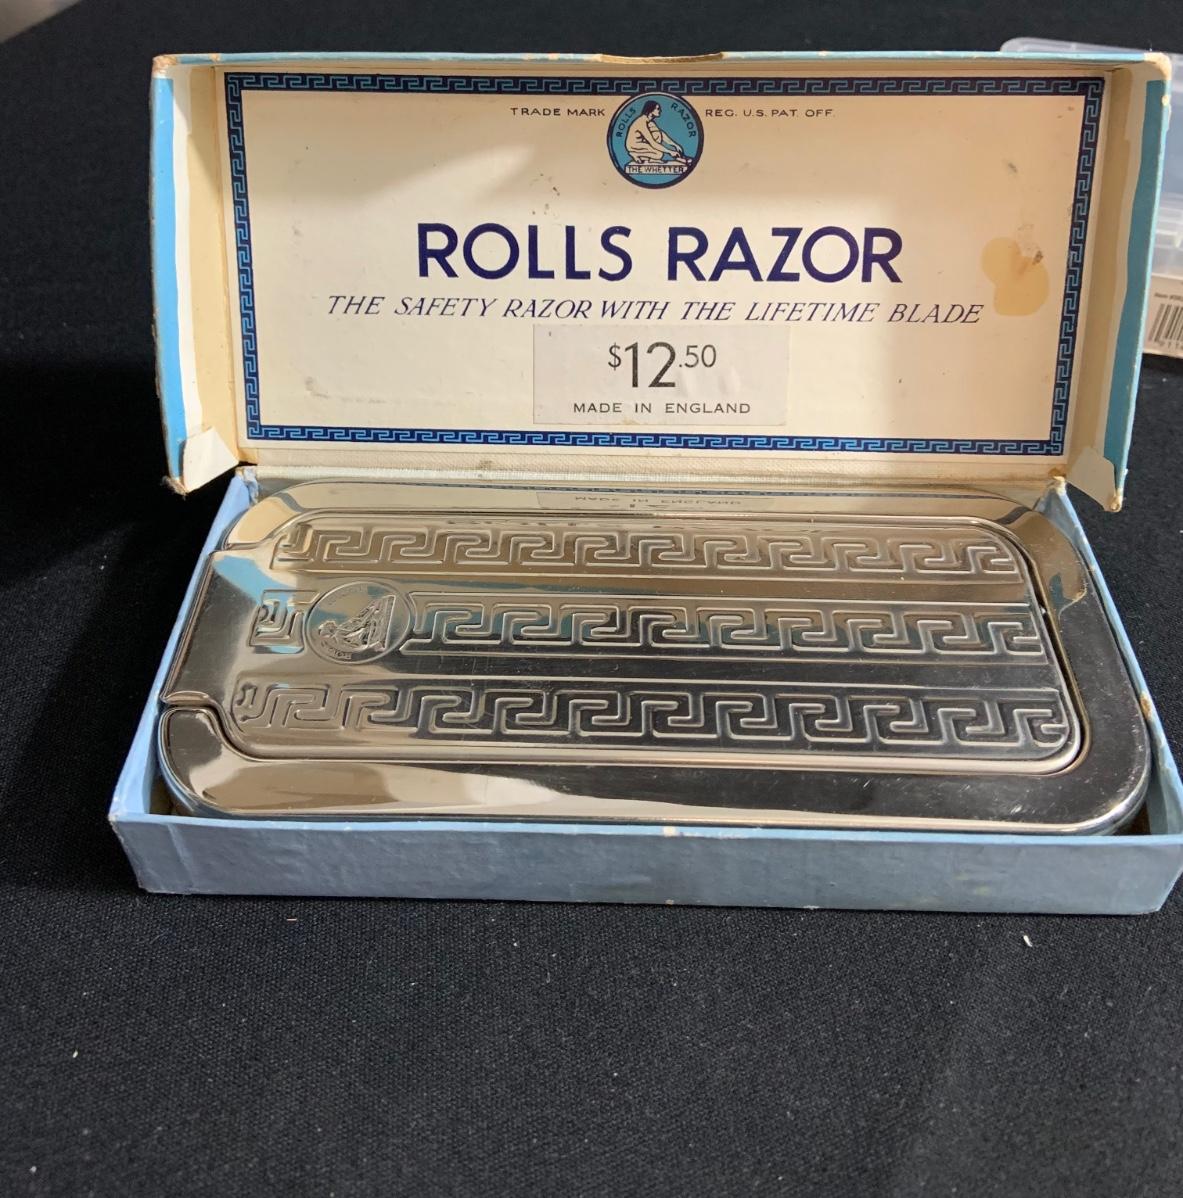 TRADE MARK
ROLLS RAZOR
THE WHETTER
REG. U.S. PAT. OFF.
ROLLS RAZOR
THE SAFETY RAZOR WITH THE LIFETIME BLADE
$12.50
MADE IN ENGLAND